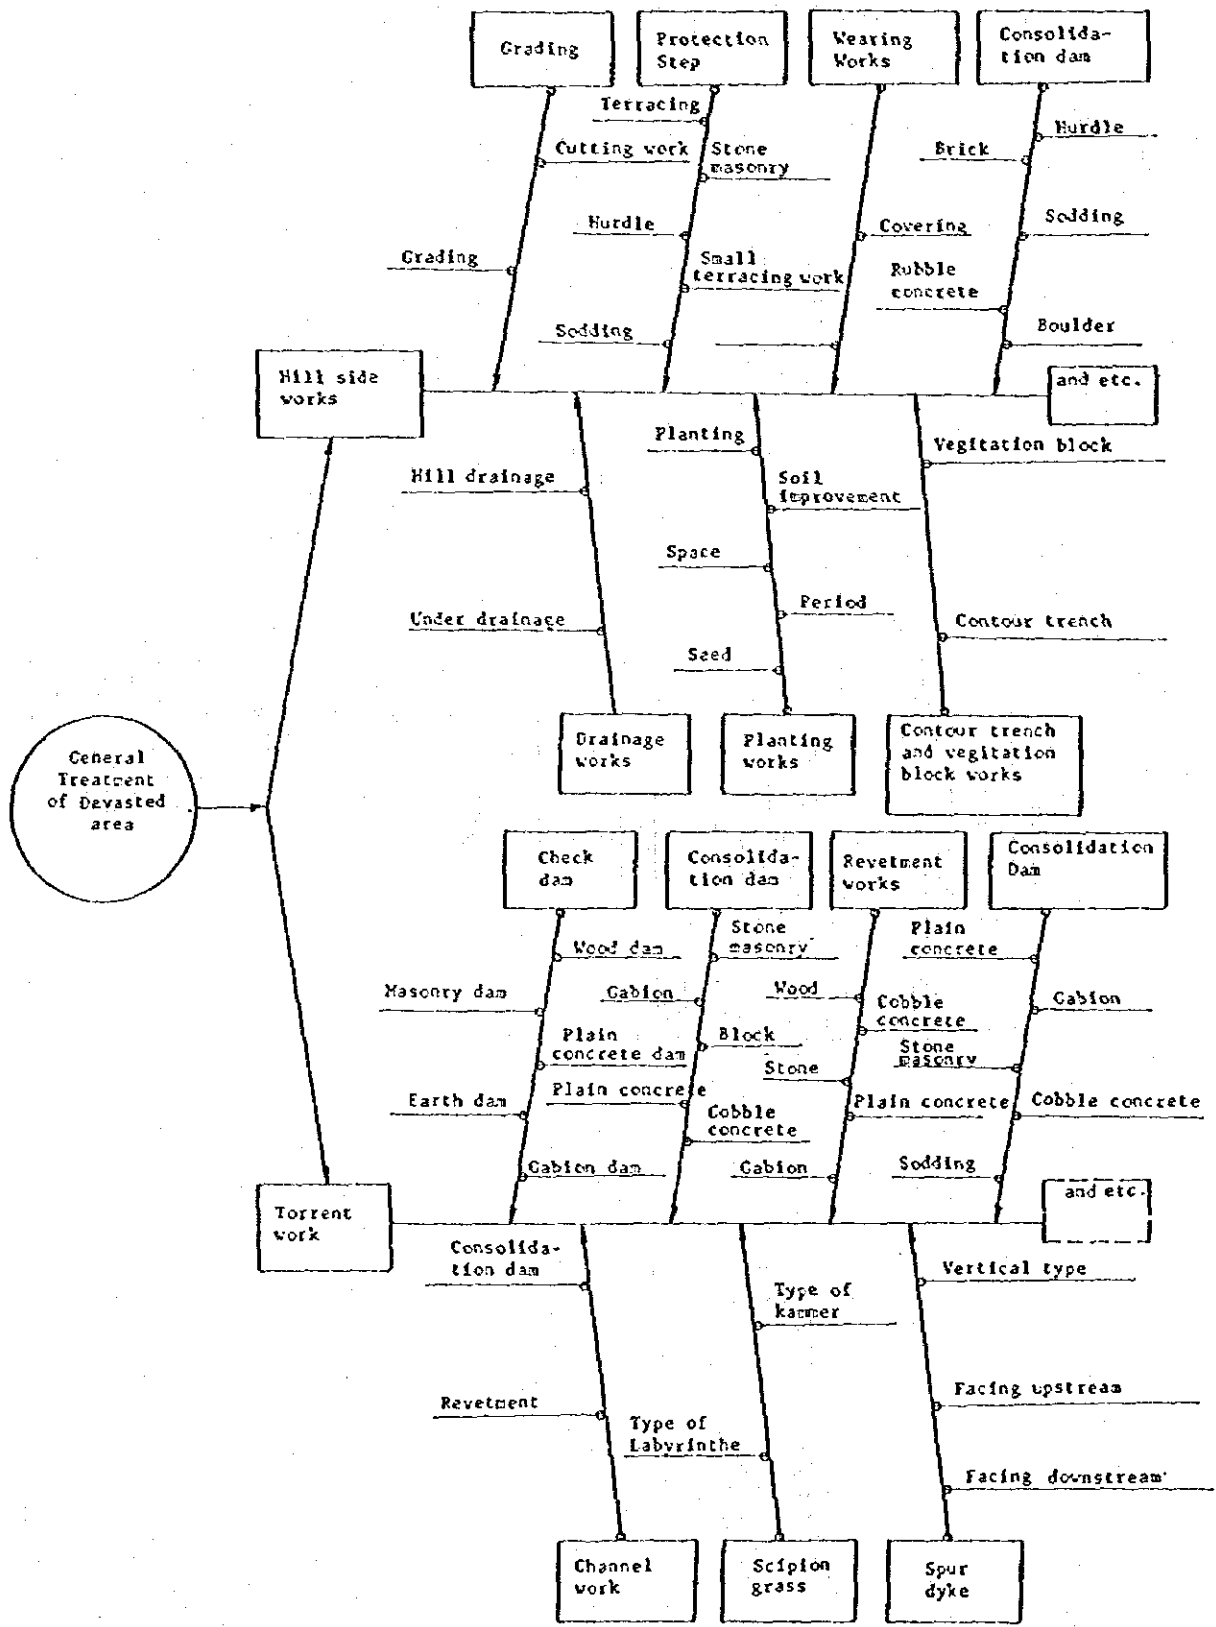 Grading
Protection
Step
Wearing
Works
Consolida-
tion dam
Terracing
Cutting work
Stone
masonry
Hurdle
Brick
Hurdle
Covering
Sodding
Grading
Small
terracing work
Rubble
concrete
Sodding
Boulder
Hill side
works
and etc.
Planting
Vegitation block
Hill drainage
Soil
improvement
Space
Period
Under drainage
Contour trench
Seed
Drainage
works
Planting
works
Contour trench
and vegitation
block works
General
Treatment
of Devasted
area
Check
dam
Consolida-
tion dam
Revetment
works
Consolidation
Dam
Wood dam
Stone
masonry
Plain
concrete
Masonry dam
Gabion
Wood
Cobble
concrete
Gabion
Plain
concrete dam
Block
Stone
Stone
masonry
Earth dam
Plain concrete
Cobble
concrete
Plain concrete
Cobble concrete
Gabion dam
Gabion
Sodding
Torrent
work
and etc.
Consolida-
tion dam
Type of
kammer
Vertical type
Revetment
Type of
Labyrinthe
Facing upstream
Facing downstream
Channel
work
Scipion
grass
Spur
dyke